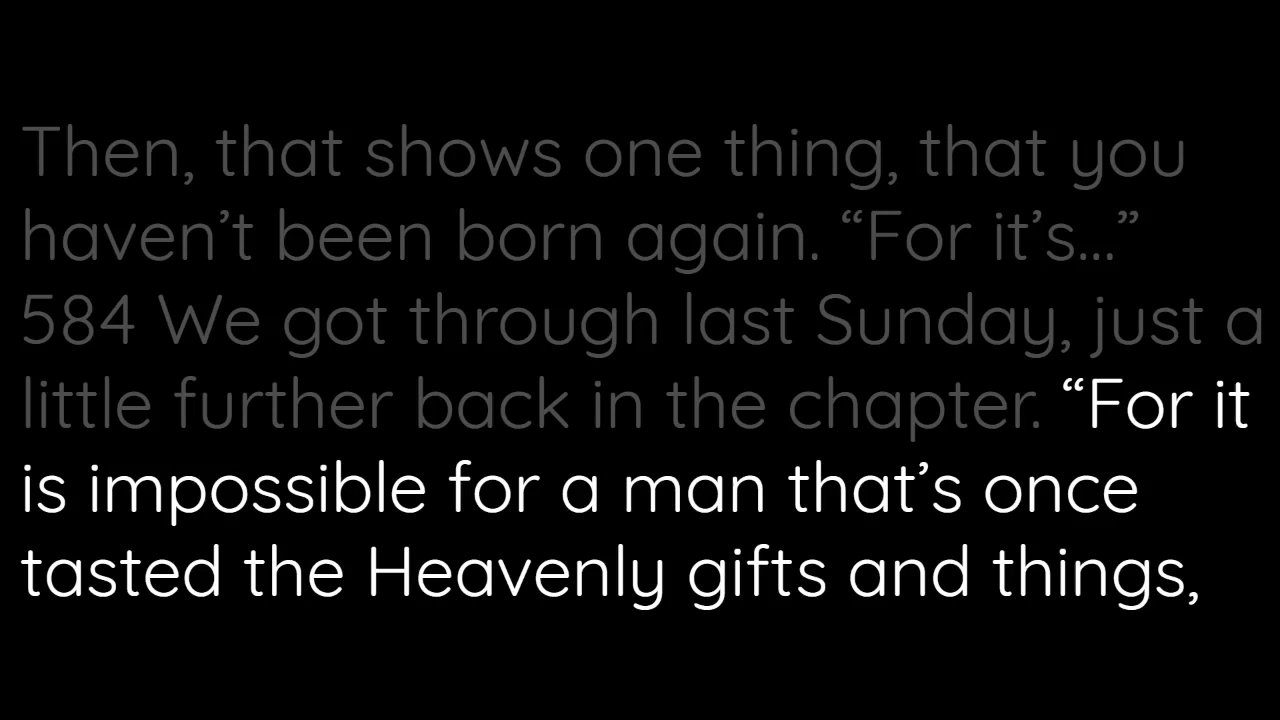 Then, that shows one thing, that you
haven’t been born again. “For it’s...”
584 We got through last Sunday, just a
little further back in the chapter. “For it
is impossible for a man that’s once
tasted the Heavenly gifts and things,